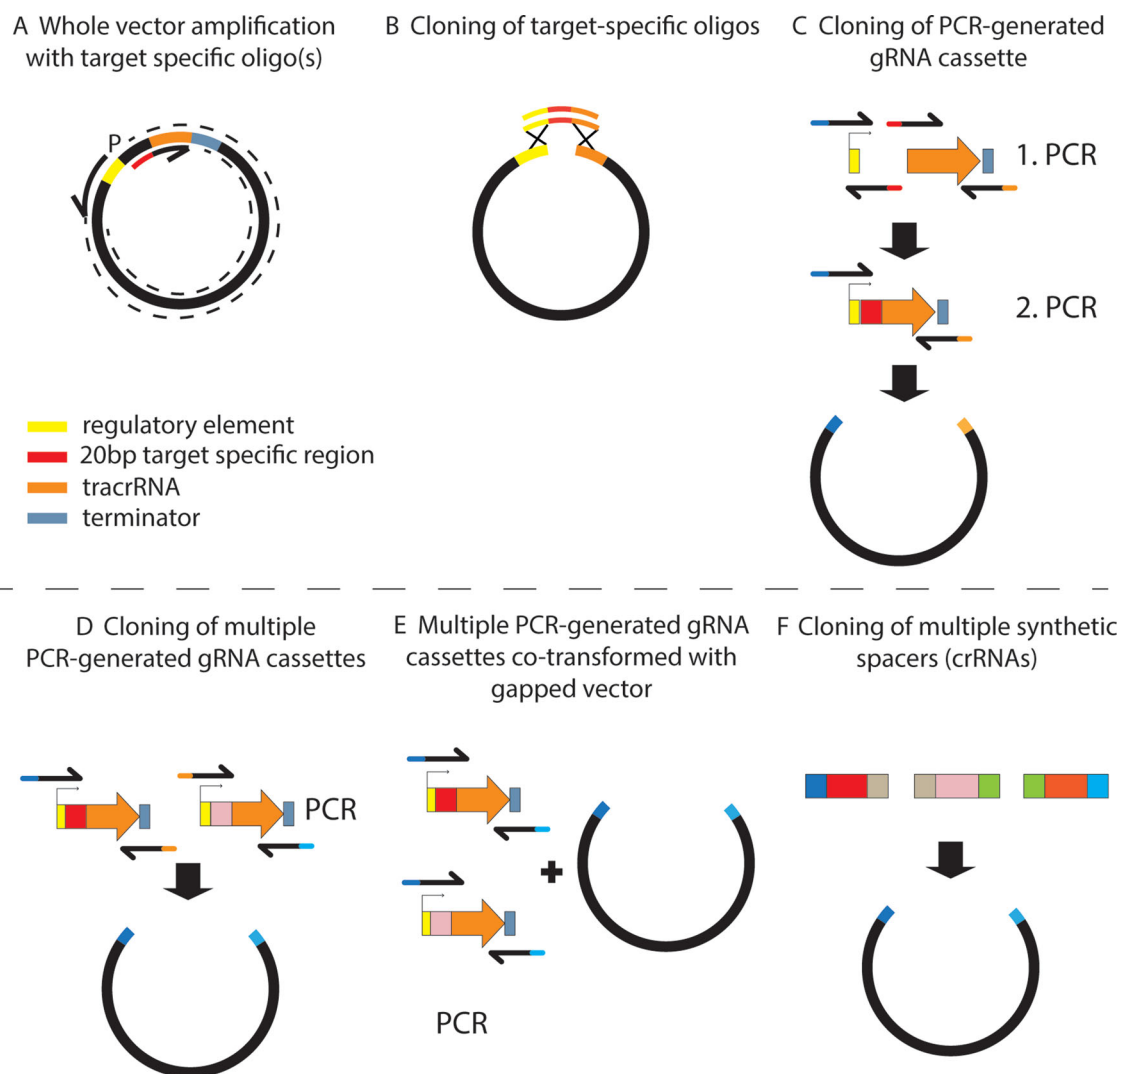 A Whole vector amplification
with target specific oligo(s)
B Cloning of target-specific oligos
C Cloning of PCR-generated
gRNA cassette
P
1. PCR
2. PCR
regulatory element
20bp target specific region
tracrRNA
terminator
D Cloning of multiple
PCR-generated gRNA cassettes
E Multiple PCR-generated gRNA
cassettes co-transformed with
gapped vector
F Cloning of multiple synthetic
spacers (crRNAs)
PCR
+
PCR